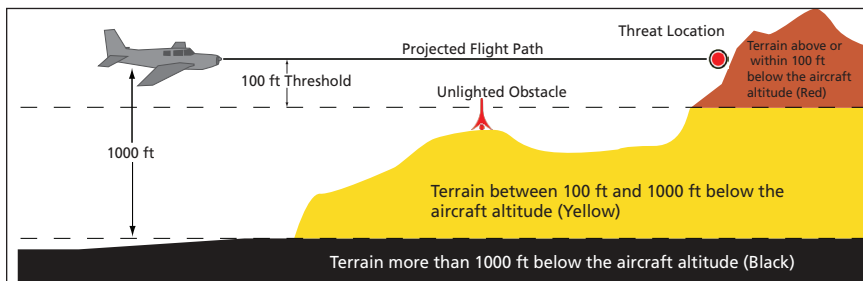 Threat Location
Projected Flight Path
100 ft Threshold
Unlighted Obstacle
Terrain above or
within 100 ft
below the aircraft
altitude (Red)
1000 ft
Terrain between 100 ft and 1000 ft below the
aircraft altitude (Yellow)
Terrain more than 1000 ft below the aircraft altitude (Black)